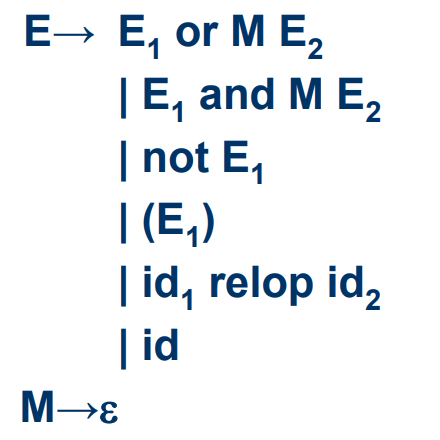 E→ E₁ or M E₂
| E₁ and M E₂
| not E₁
| (E₁)
| id₁ relop id₂
| id
M→ε